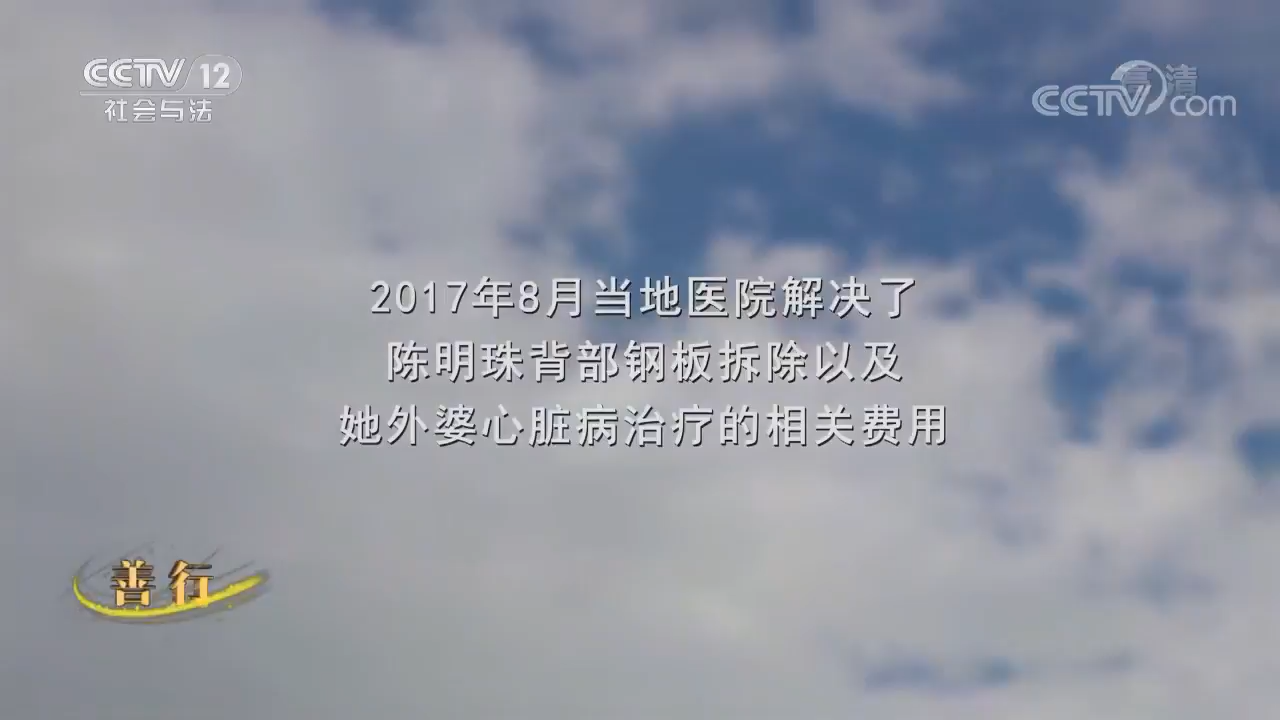 CCTV 12
社会与法
高清
CCTV.com
2017年8月当地医院解决了
陈明珠背部钢板拆除以及
她外婆心脏病治疗的相关费用
善行